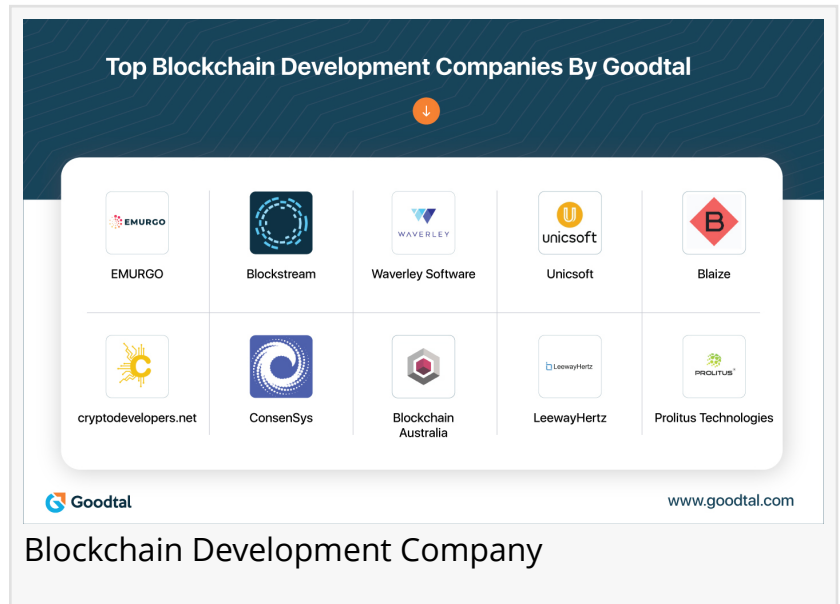 Top Blockchain Development Companies By Goodtal
EMURGO
WAVERLEY
U
unicsoft
B
EMURGO
Blockstream
Waverley Software
Unicsoft
Blaize
C
LeewayHertz
PROLITUS
cryptodevelopers.net
ConsenSys
Blockchain
Australia
LeewayHertz
Prolitus Technologies
Goodtal
www.goodtal.com
Blockchain Development Company